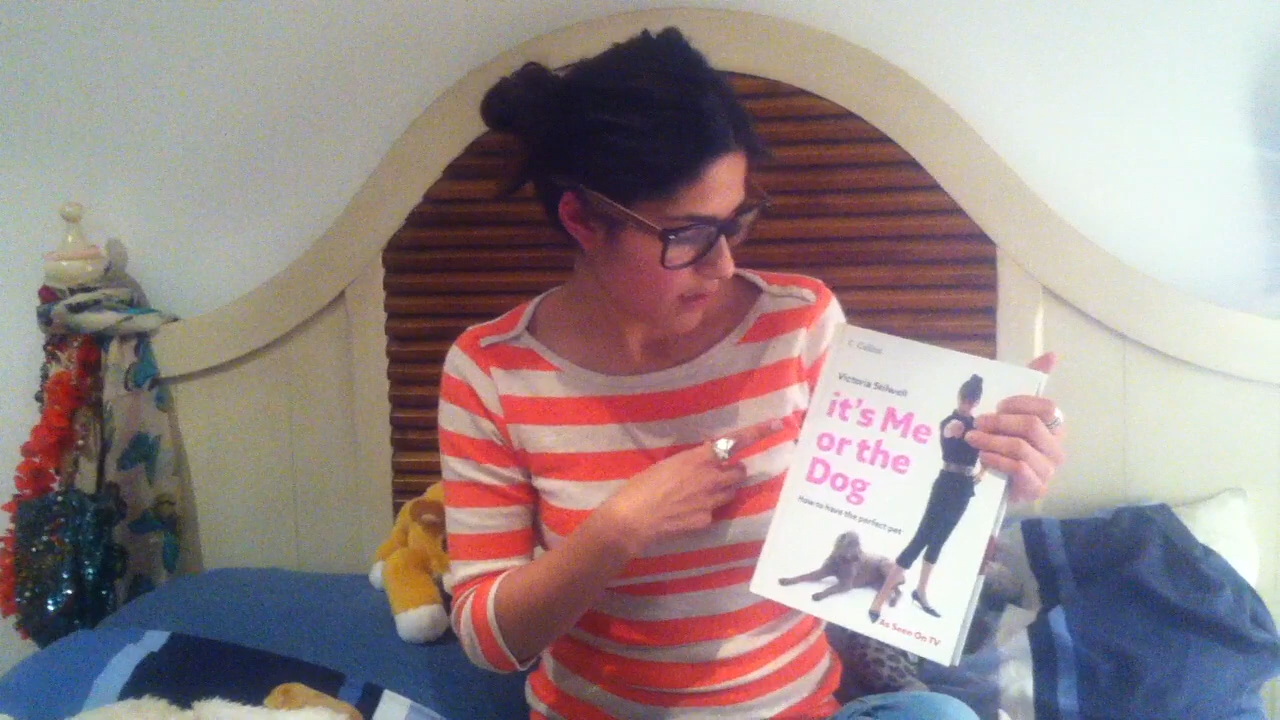 Collins
Victoria Stilwell
it's Me
or the
Dog
How to have the perfect pet
As Seen On TV